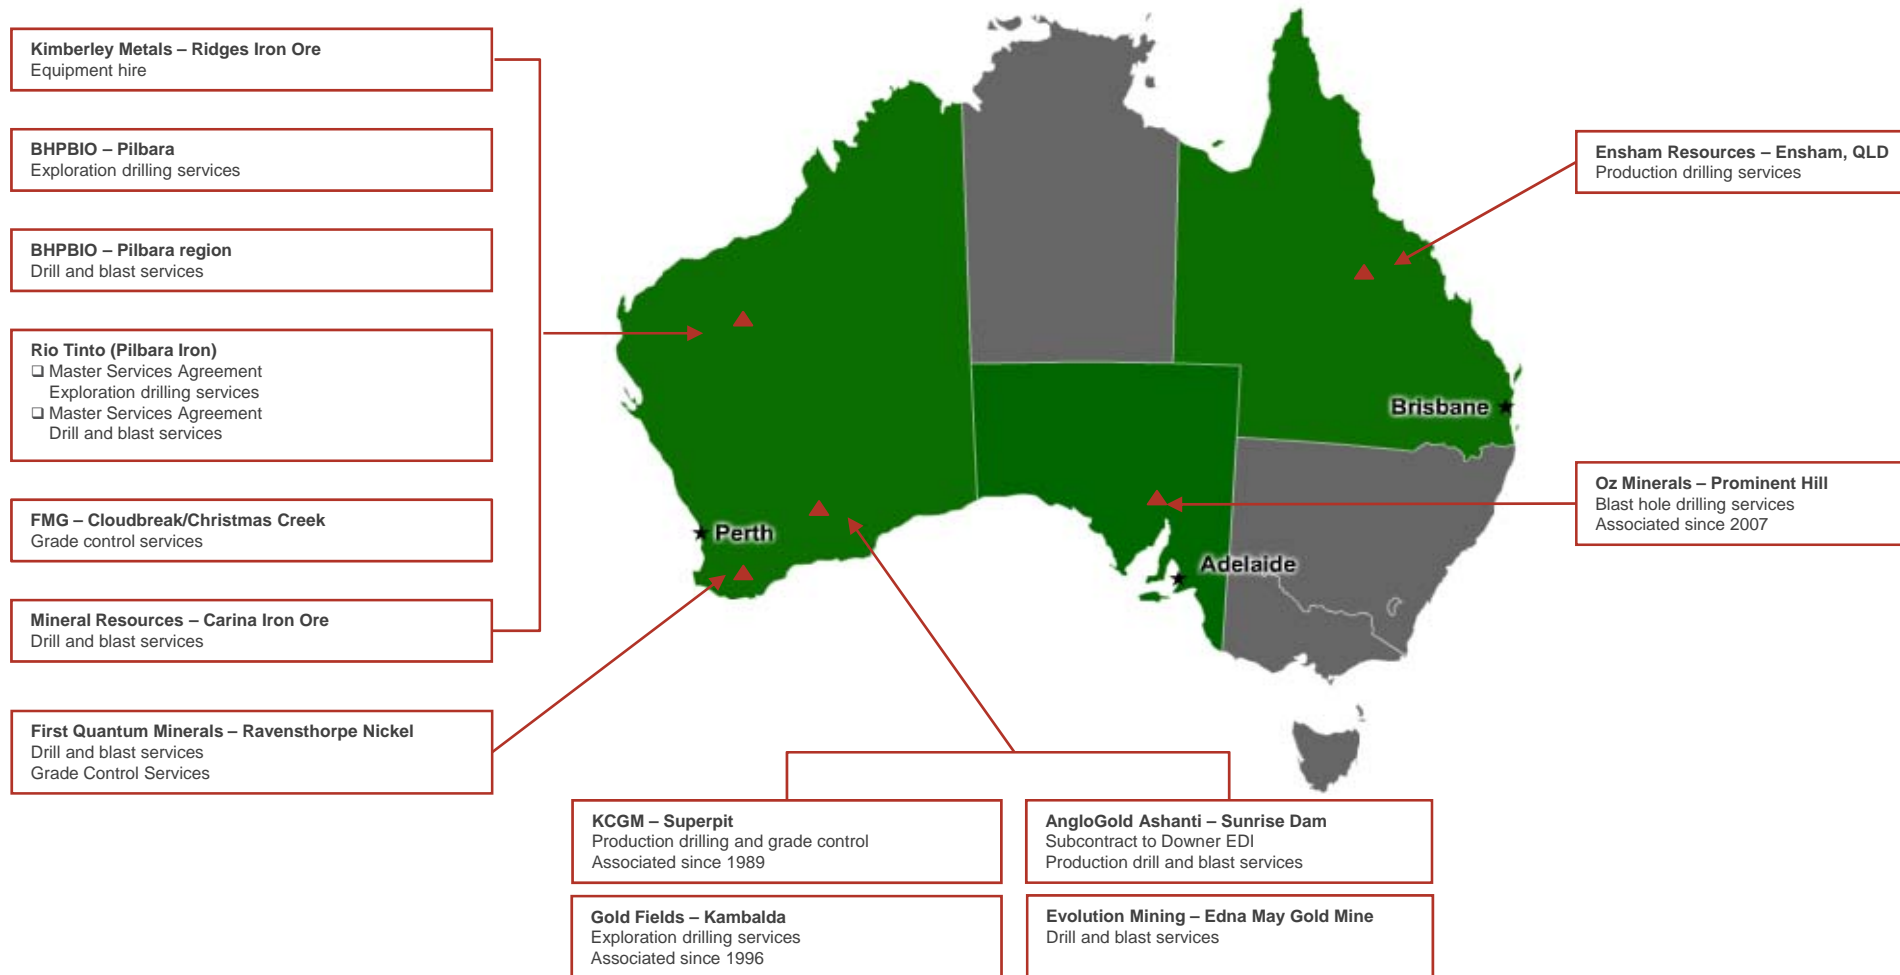 Kimberley Metals – Ridges Iron Ore
Equipment hire
BHPBIO – Pilbara
Exploration drilling services
BHPBIO – Pilbara region
Drill and blast services
Rio Tinto (Pilbara Iron)
❑ Master Services Agreement
Exploration drilling services
❑ Master Services Agreement
Drill and blast services
FMG – Cloudbreak/Christmas Creek
Grade control services
Mineral Resources – Carina Iron Ore
Drill and blast services
First Quantum Minerals – Ravensthorpe Nickel
Drill and blast services
Grade Control Services
Perth
Adelaide
Brisbane
Ensham Resources – Ensham, QLD
Production drilling services
Oz Minerals – Prominent Hill
Blast hole drilling services
Associated since 2007
KCGM – Superpit
Production drilling and grade control
Associated since 1989
AngloGold Ashanti – Sunrise Dam
Subcontract to Downer EDI
Production drill and blast services
Gold Fields – Kambalda
Exploration drilling services
Associated since 1996
Evolution Mining – Edna May Gold Mine
Drill and blast services